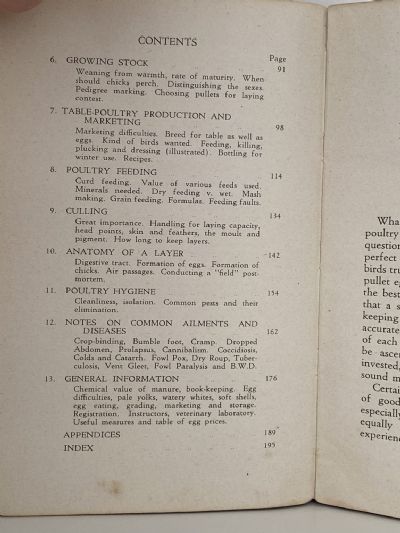 CONTENTS
Page
6. GROWING STOCK 91
Weaning from warmth, rate of maturity. When
should chicks perch. Distinguishing the sexes.
Pedigree marking. Choosing pullets for laying
contest.
7. TABLE-POULTRY PRODUCTION AND
MARKETING 98
Marketing difficulties. Breed for table as well as
eggs. Kind of birds wanted. Feeding, killing,
plucking and dressing (illustrated). Bottling for
winter use. Recipes.
8. POULTRY FEEDING 114
Curd feeding. Value of various feeds used.
Minerals needed. Dry feeding v. wet. Mash
making. Grain feeding. Formulas. Feeding faults.
9. CULLING 134
Great importance. Handling for laying capacity,
head points, skin and feathers, the moult and
pigment. How long to keep layers.
10. ANATOMY OF A LAYER 142
Digestive tract. Formation of eggs. Formation of
chicks. Air passages. Conducting a "field" post-
mortem.
11. POULTRY HYGIENE 154
Cleanliness, isolation. Common pests and their
elimination.
12. NOTES ON COMMON AILMENTS AND
DISEASES 162
Crop-binding, Bumble foot, Cramp. Dropped
Abdomen, Prolapsus, Cannibalism. Coccidiosis,
Colds and Catarrh. Fowl Pox, Dry Roup, Tuber-
culosis, Vent Gleet, Fowl Paralysis and B.W.D.
13. GENERAL INFORMATION 176
Chemical value of manure, book-keeping. Egg
difficulties, pale yolks, watery whites, soft shells,
egg eating, grading, marketing and storage.
Registration. Instructors, veterinary laboratory.
Useful measures and table of egg prices.
APPENDICES 189
INDEX 195
Wha
poultry
question
perfect
birds tru
pullet eg
the best
that a s
keeping
accurate
of each
be asce
invested,
sound m
Certai
of good
especially
equally
experienc